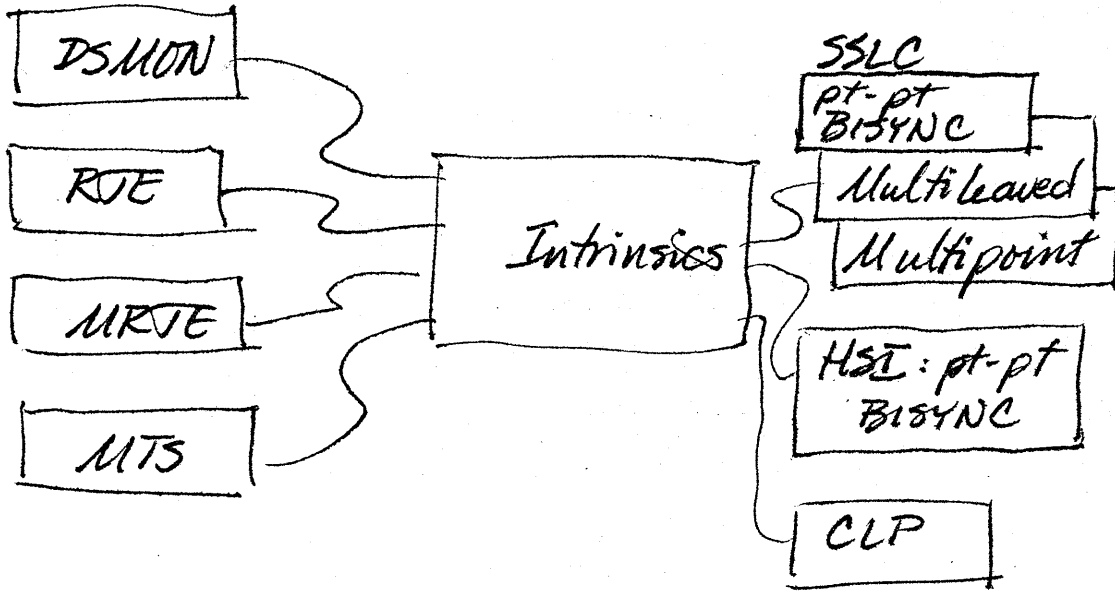 DSMON
RJE
MRJE
MTS
Intrinsics
SSLC
pt-pt
BISYNC
Multileaved
Multipoint
HSI: pt-pt
BISYNC
CLP